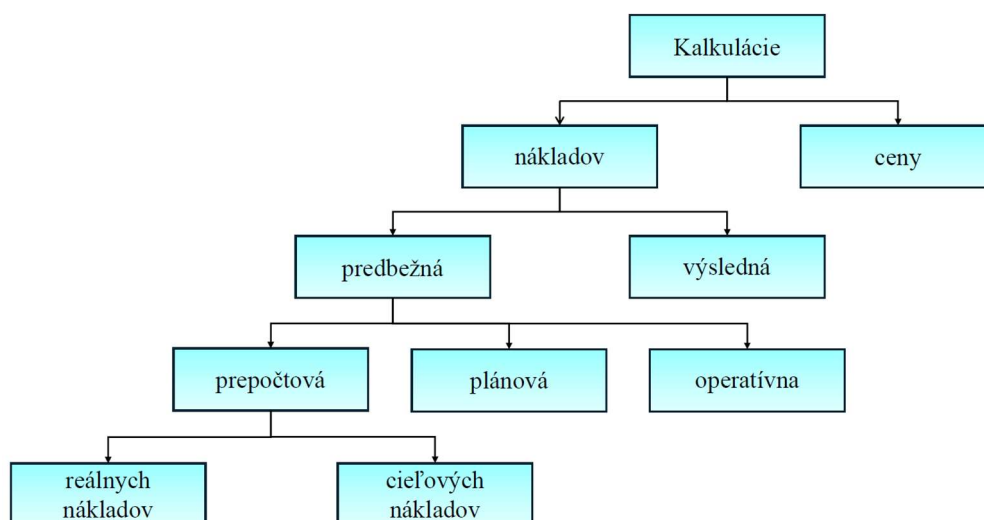 Kalkulácie
nákladov
ceny
predbežná
výsledná
prepočtová
plánová
operatívna
reálnych
nákladov
cieľových
nákladov